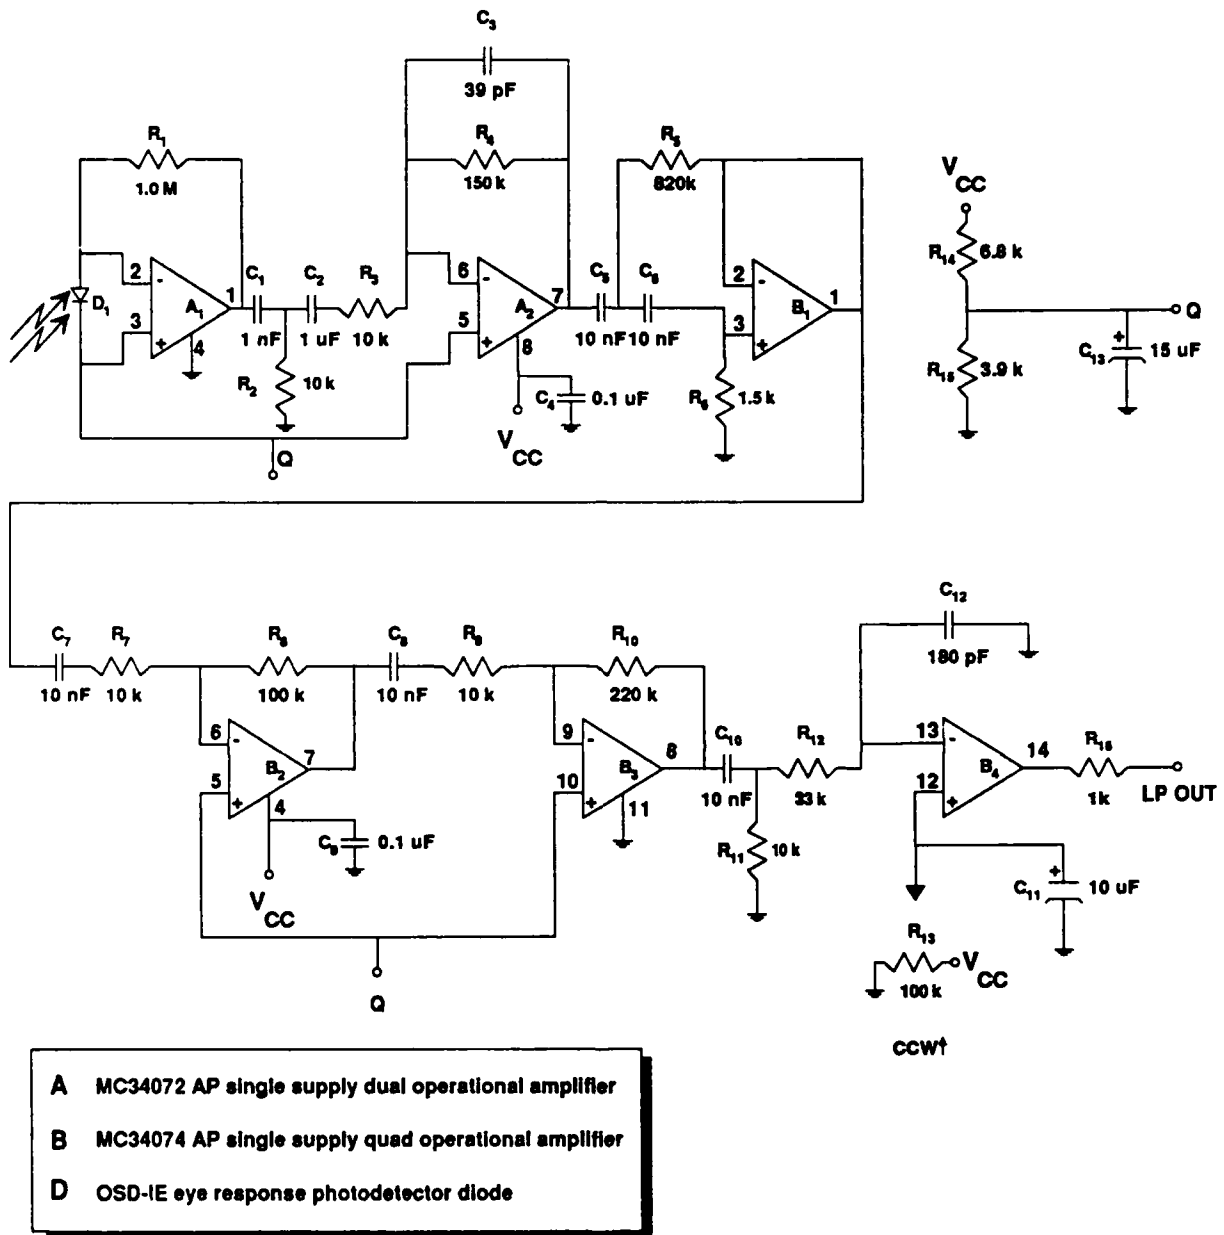 C3
39 pF
R1
1.0 M
R4
150 k
R5
820k
VCC
R14 6.8 k
2
3
D1
A1
1
4
C1
1 nF
C2
1 uF
R3
10 k
R2 10 k
6
5
A2
7
8
C5
10 nF
C6
10 nF
2
3
B1
1
Q
C13 15 uF
R15 3.9 k
C4 0.1 uF
R6 1.5 k
VCC
Q
C12
180 pF
C7
10 nF
R7
10 k
R8
100 k
C8
10 nF
R9
10 k
R10
220 k
6
5
B2
7
4
9
10
B3
8
11
C10
10 nF
R12
33 k
13
12
B4
14
R16
1k
LP OUT
C9 0.1 uF
VCC
R11 10 k
C11 10 uF
R13
100 k
VCC
Q
CCW↑
A MC34072 AP single supply dual operational amplifier
B MC34074 AP single supply quad operational amplifier
D OSD-IE eye response photodetector diode